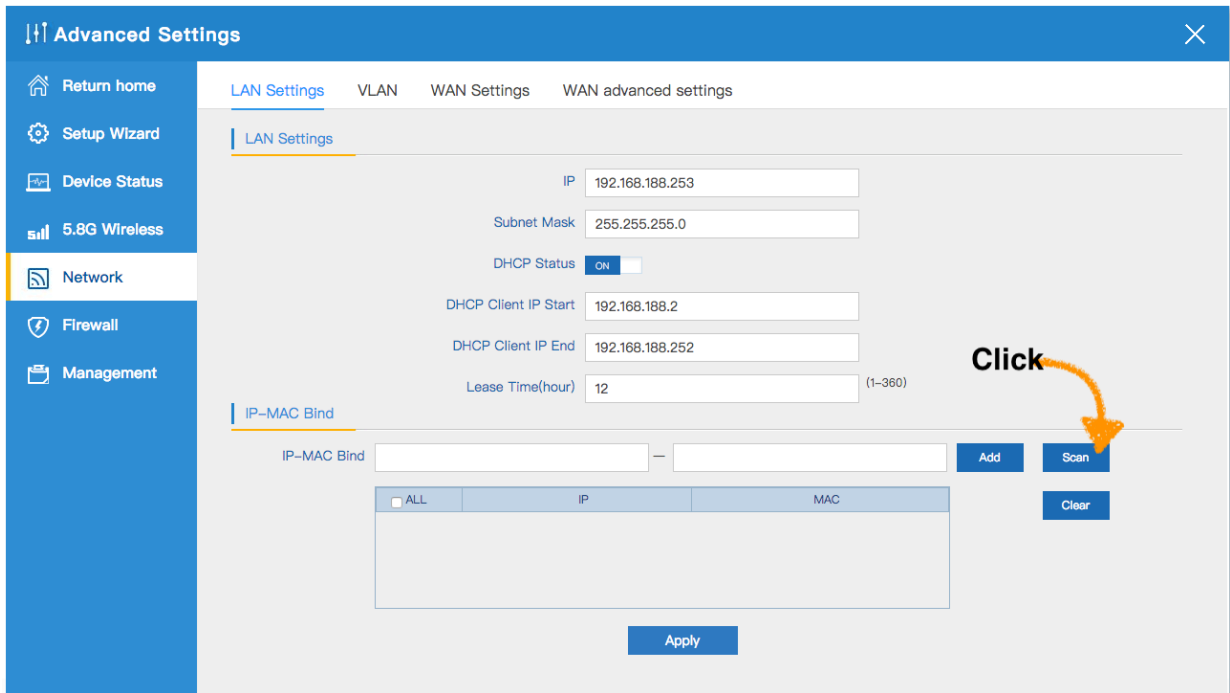 Advanced Settings
Return home
Setup Wizard
Device Status
5.8G Wireless
Network
Firewall
Management
LAN Settings VLAN WAN Settings WAN advanced settings
LAN Settings
IP 192.168.188.253
Subnet Mask 255.255.255.0
DHCP Status ON
DHCP Client IP Start 192.168.188.2
DHCP Client IP End 192.168.188.252
Lease Time(hour) 12 (1-360)
Click
IP-MAC Bind
IP-MAC Bind — Add Scan
ALL IP MAC
Clear
Apply